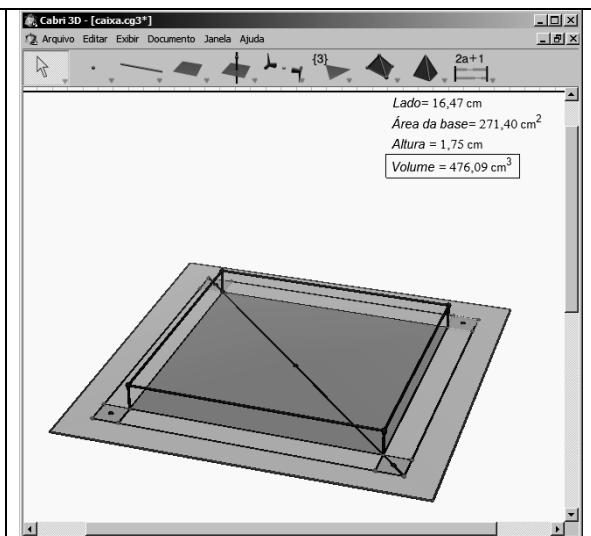 Cabri 3D - [caixa.cg3*]
Arquivo Editar Exibir Documento Janela Ajuda
{3}
2a+1
Lado= 16,47 cm
Área da base= 271,40 cm²
Altura = 1,75 cm
Volume = 476,09 cm³